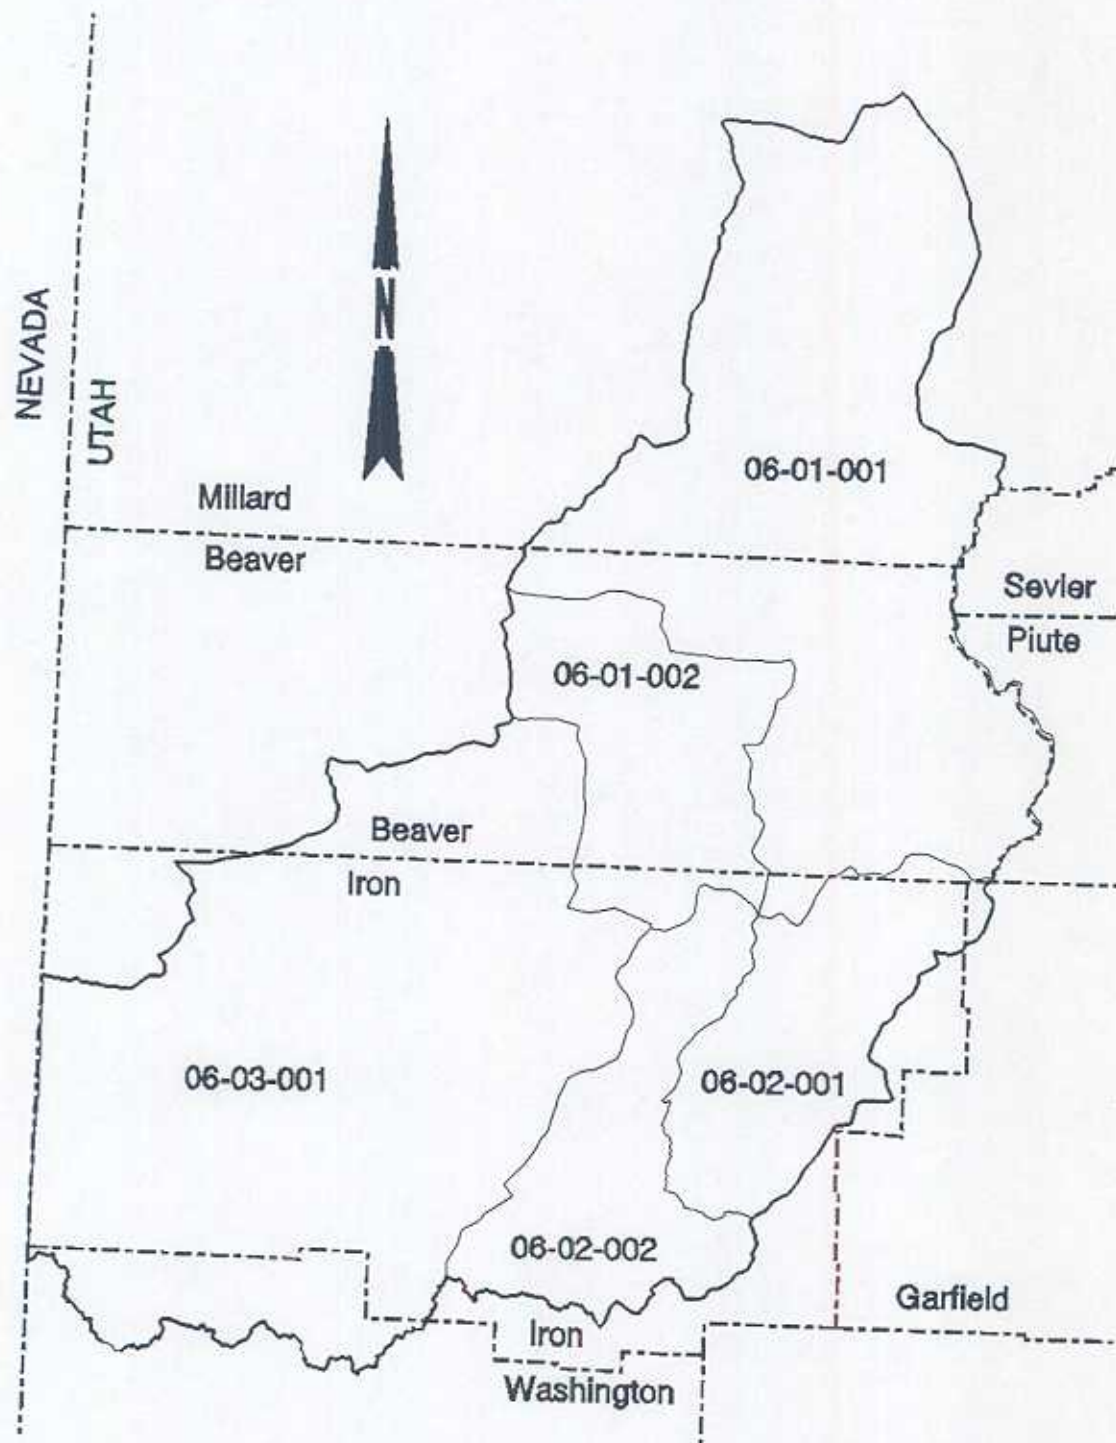 N
NEVADA
UTAH
06-01-001
Millard
Beaver
Sevier
Piute
06-01-002
Beaver
Iron
06-03-001
06-02-001
06-02-002
Garfield
Iron
Washington